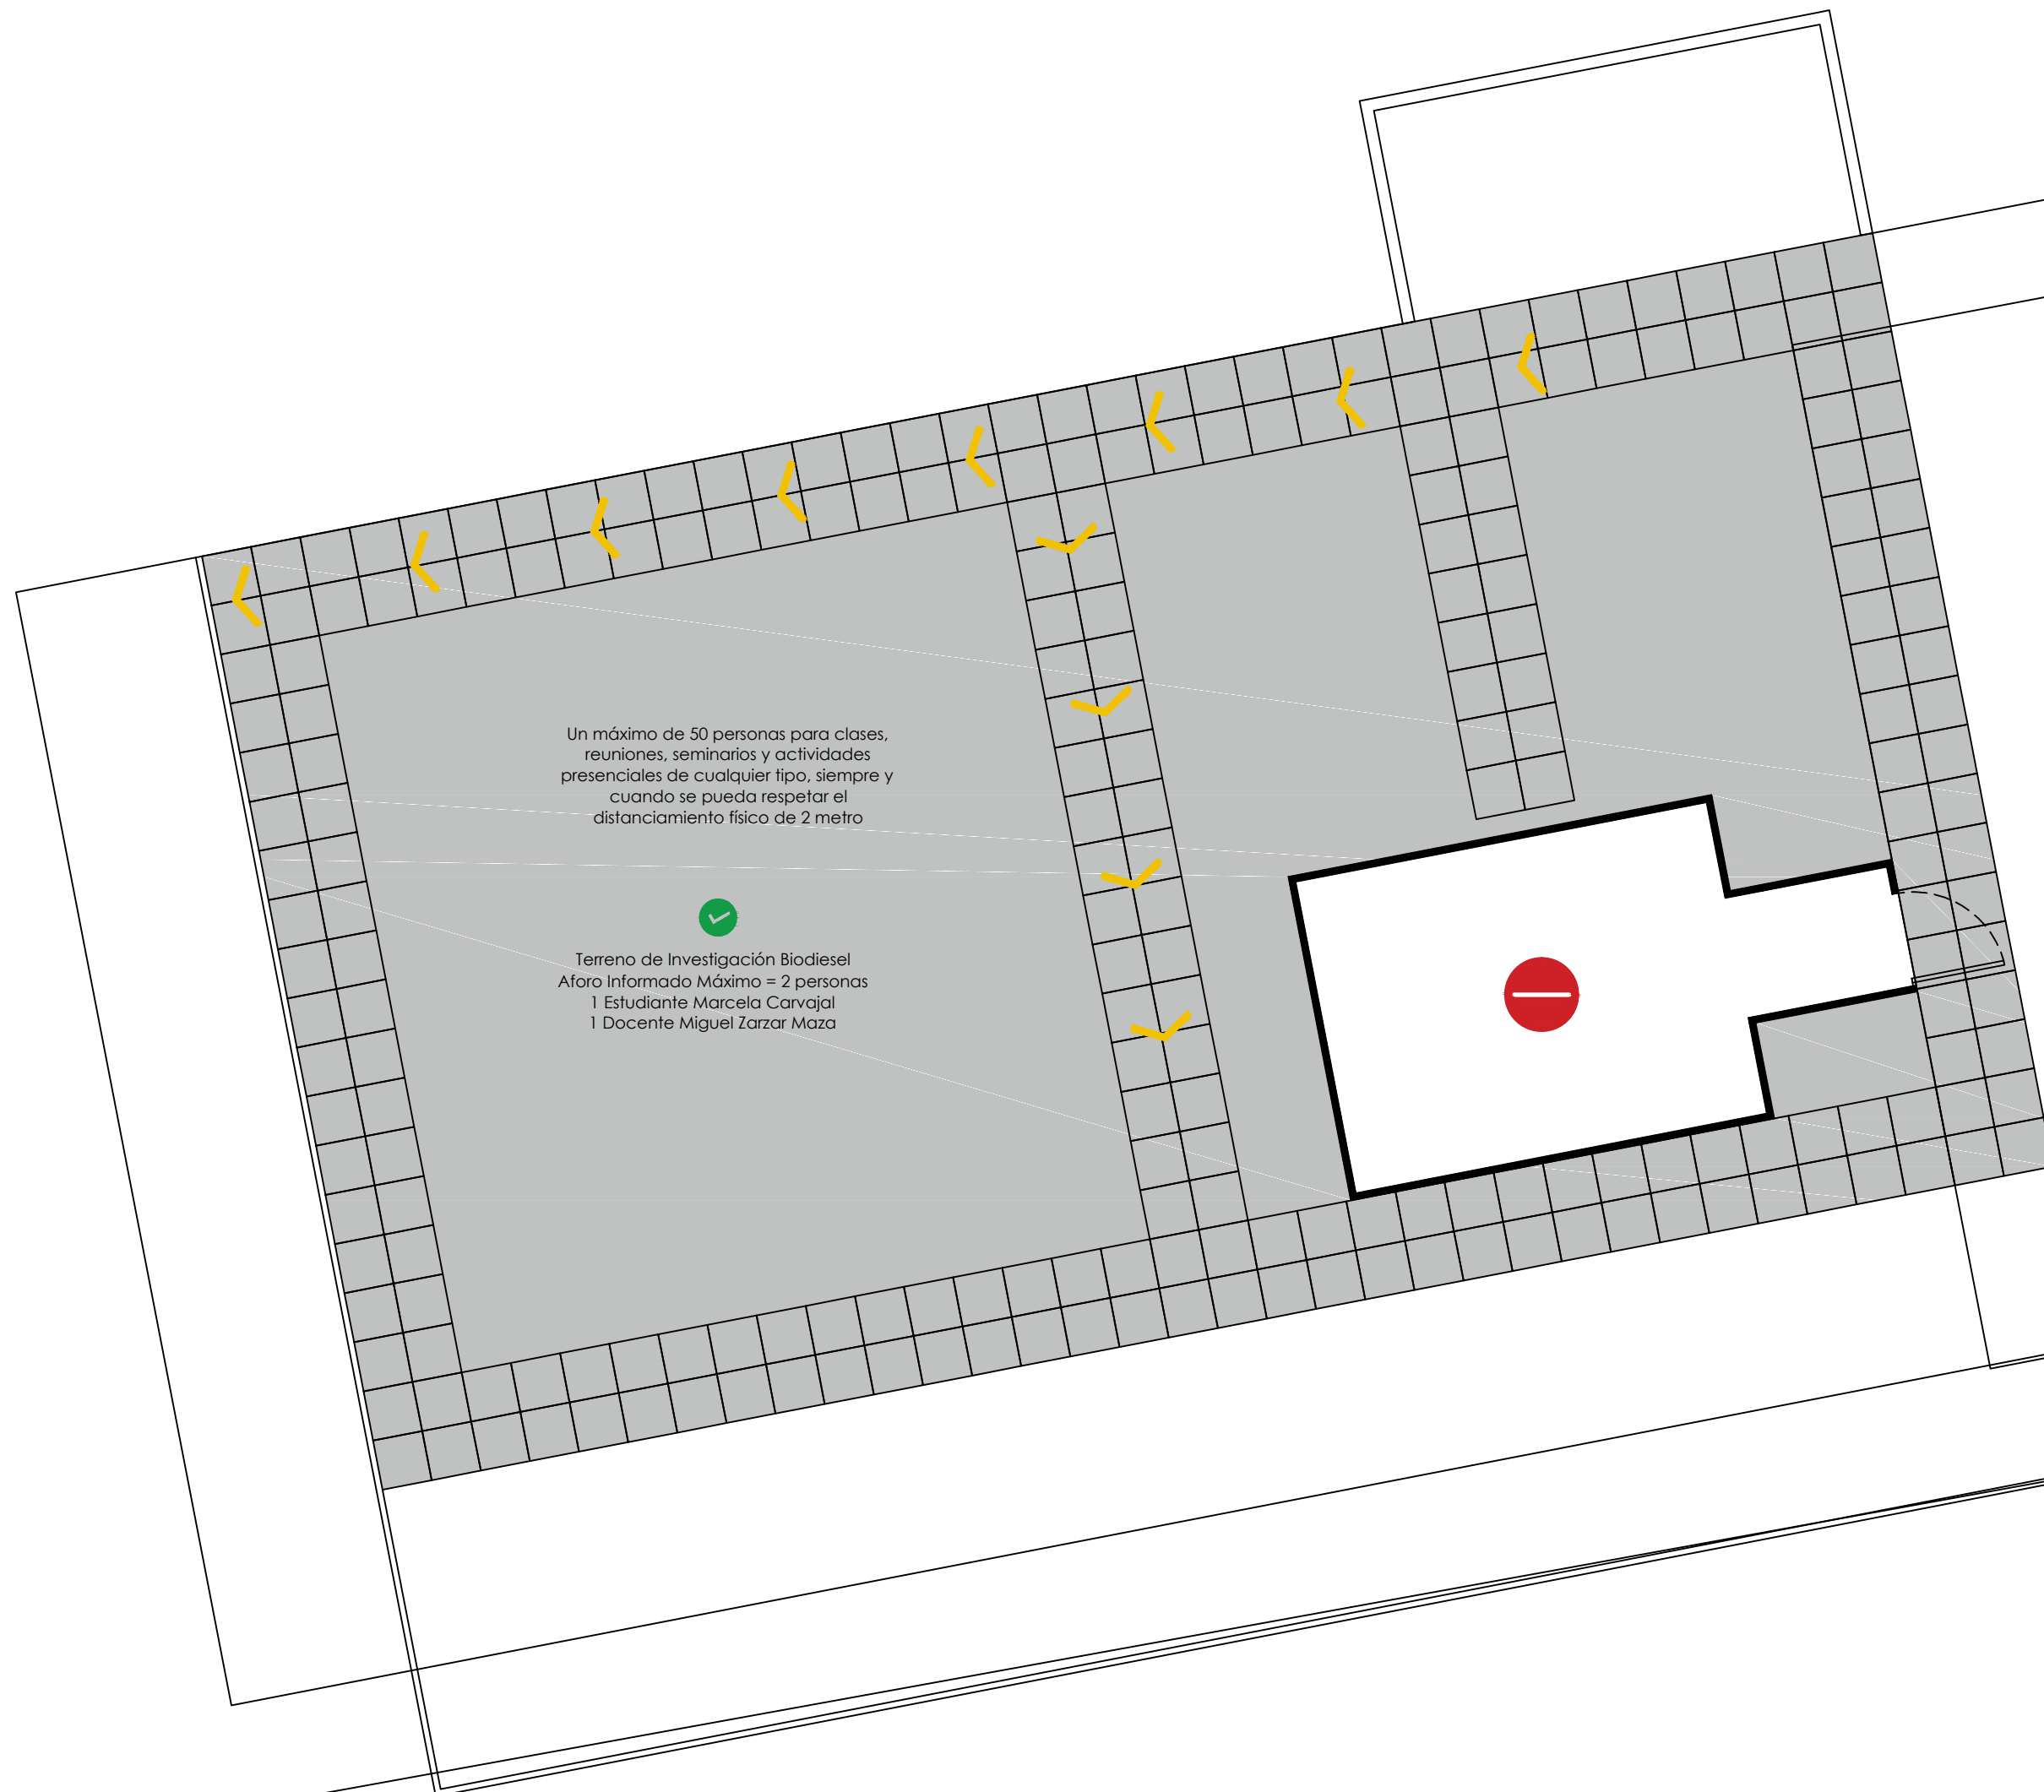 Un máximo de 50 personas para clases,
reuniones, seminarios y actividades
presenciales de cualquier tipo, siempre y
cuando se pueda respetar el
distanciamiento físico de 2 metro
Terreno de Investigación Biodiesel
Aforo Informado Máximo = 2 personas
1 Estudiante Marcela Carvajal
1 Docente Miguel Zarzar Maza